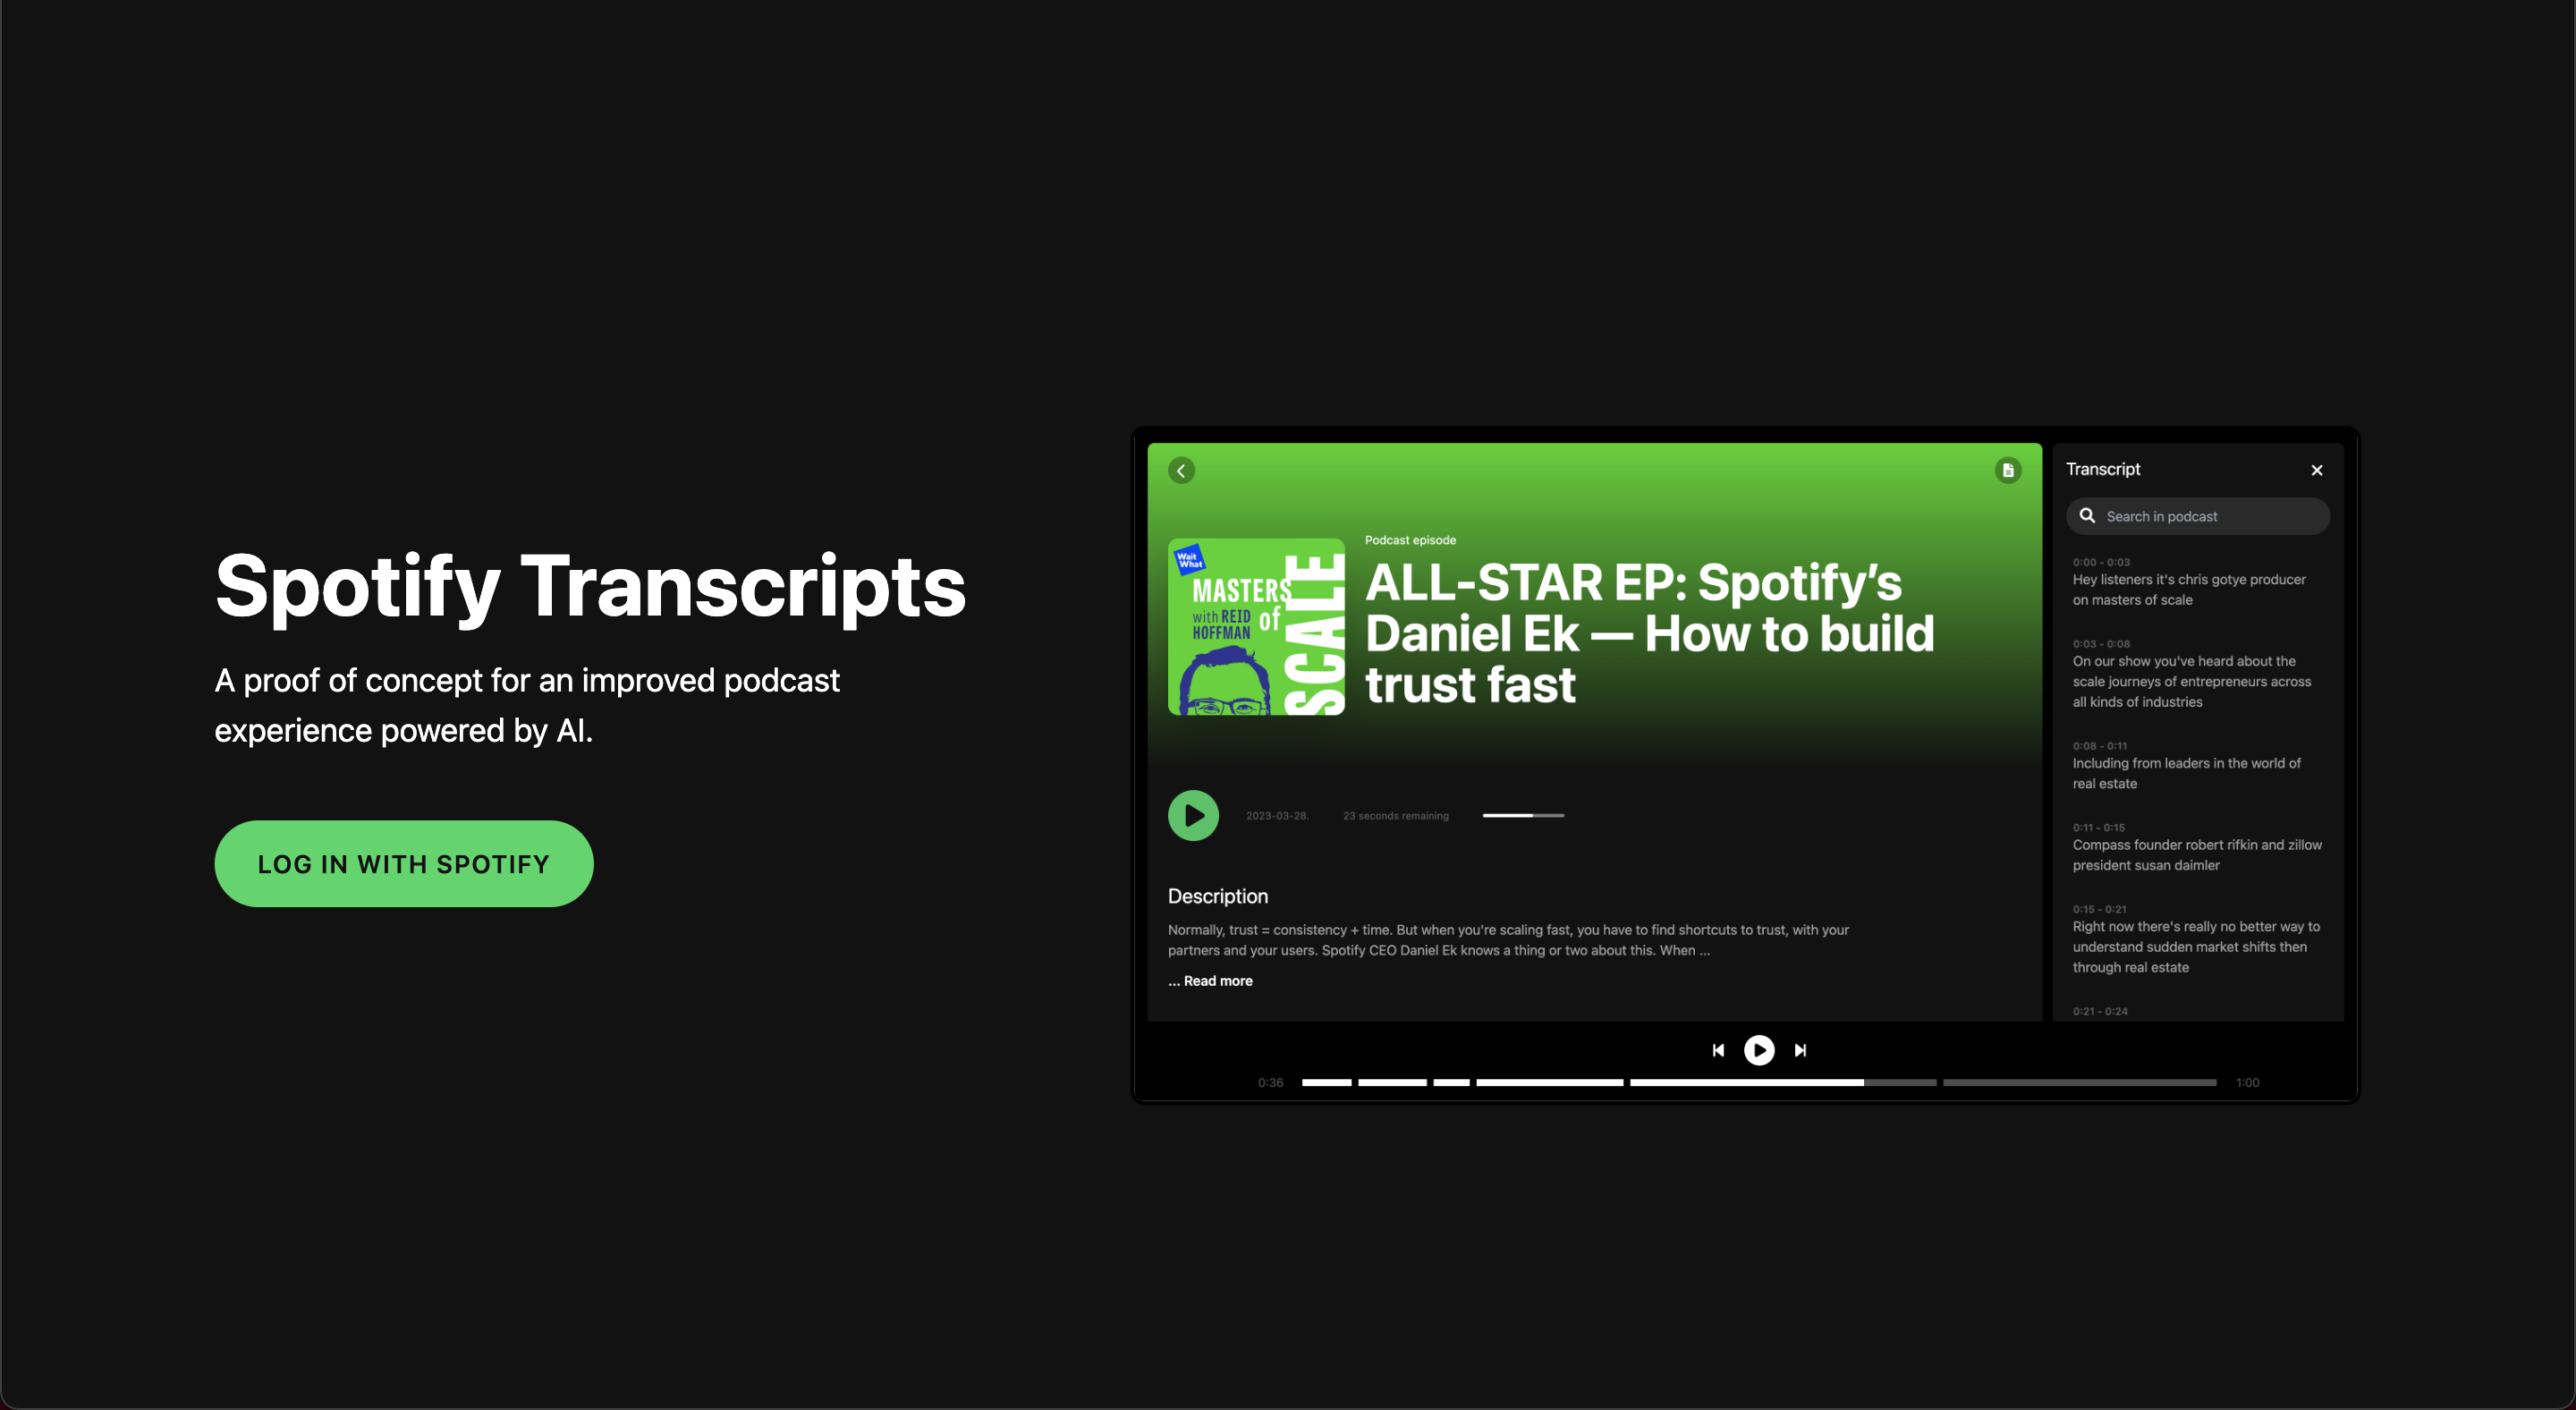 Spotify Transcripts
A proof of concept for an improved podcast
experience powered by AI.
LOG IN WITH SPOTIFY
Wait
What
MASTERS
with REID
HOFFMAN
of
SCALE
Podcast episode
ALL-STAR EP: Spotify’s
Daniel Ek — How to build
trust fast
2023-03-28.
23 seconds remaining
Description
Normally, trust = consistency + time. But when you're scaling fast, you have to find shortcuts to trust, with your
partners and your users. Spotify CEO Daniel Ek knows a thing or two about this. When ...
... Read more
Transcript
Search in podcast
0:00 - 0:03
Hey listeners it's chris gotye producer
on masters of scale
0:03 - 0:08
On our show you've heard about the
scale journeys of entrepreneurs across
all kinds of industries
0:08 - 0:11
Including from leaders in the world of
real estate
0:11 - 0:15
Compass founder robert rifkin and zillow
president susan daimler
0:15 - 0:21
Right now there's really no better way to
understand sudden market shifts then
through real estate
0:21 - 0:24
0:36
1:00